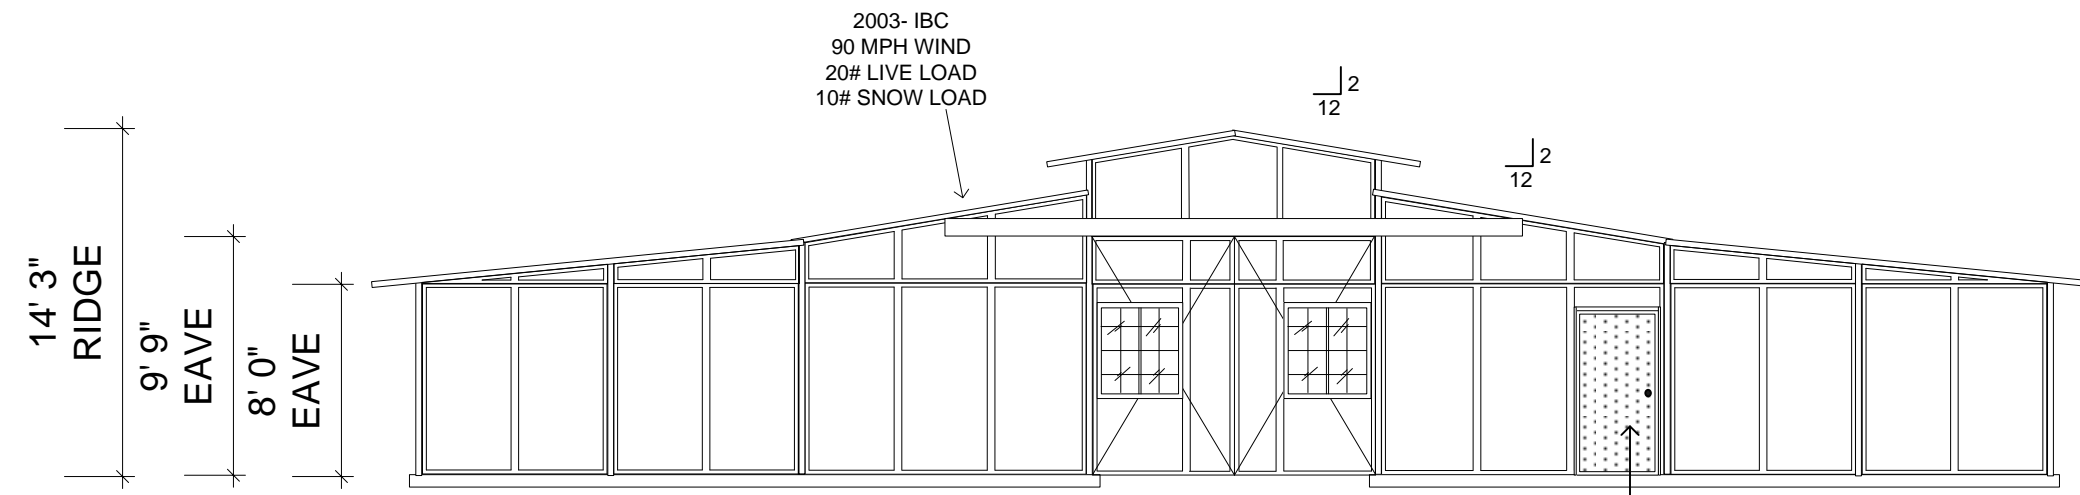 2003- IBC
90 MPH WIND
20# LIVE LOAD
10# SNOW LOAD
2
12
2
12
14' 3"
RIDGE
9' 9"
EAVE
8' 0"
EAVE